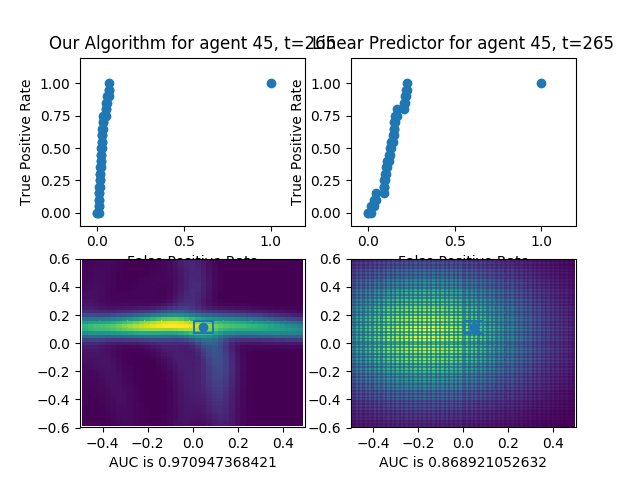 Our Algorithm for agent 45, t=265
Linear Predictor for agent 45, t=265
True Positive Rate
1.00
0.75
0.50
0.25
0.00
0.0 0.5 1.0
False Positive Rate
True Positive Rate
1.00
0.75
0.50
0.25
0.00
0.0 0.5 1.0
False Positive Rate
0.6
0.4
0.2
0.0
−0.2
−0.4
−0.6
−0.4 −0.2 0.0 0.2 0.4
AUC is 0.970947368421
0.6
0.4
0.2
0.0
−0.2
−0.4
−0.6
−0.4 −0.2 0.0 0.2 0.4
AUC is 0.868921052632